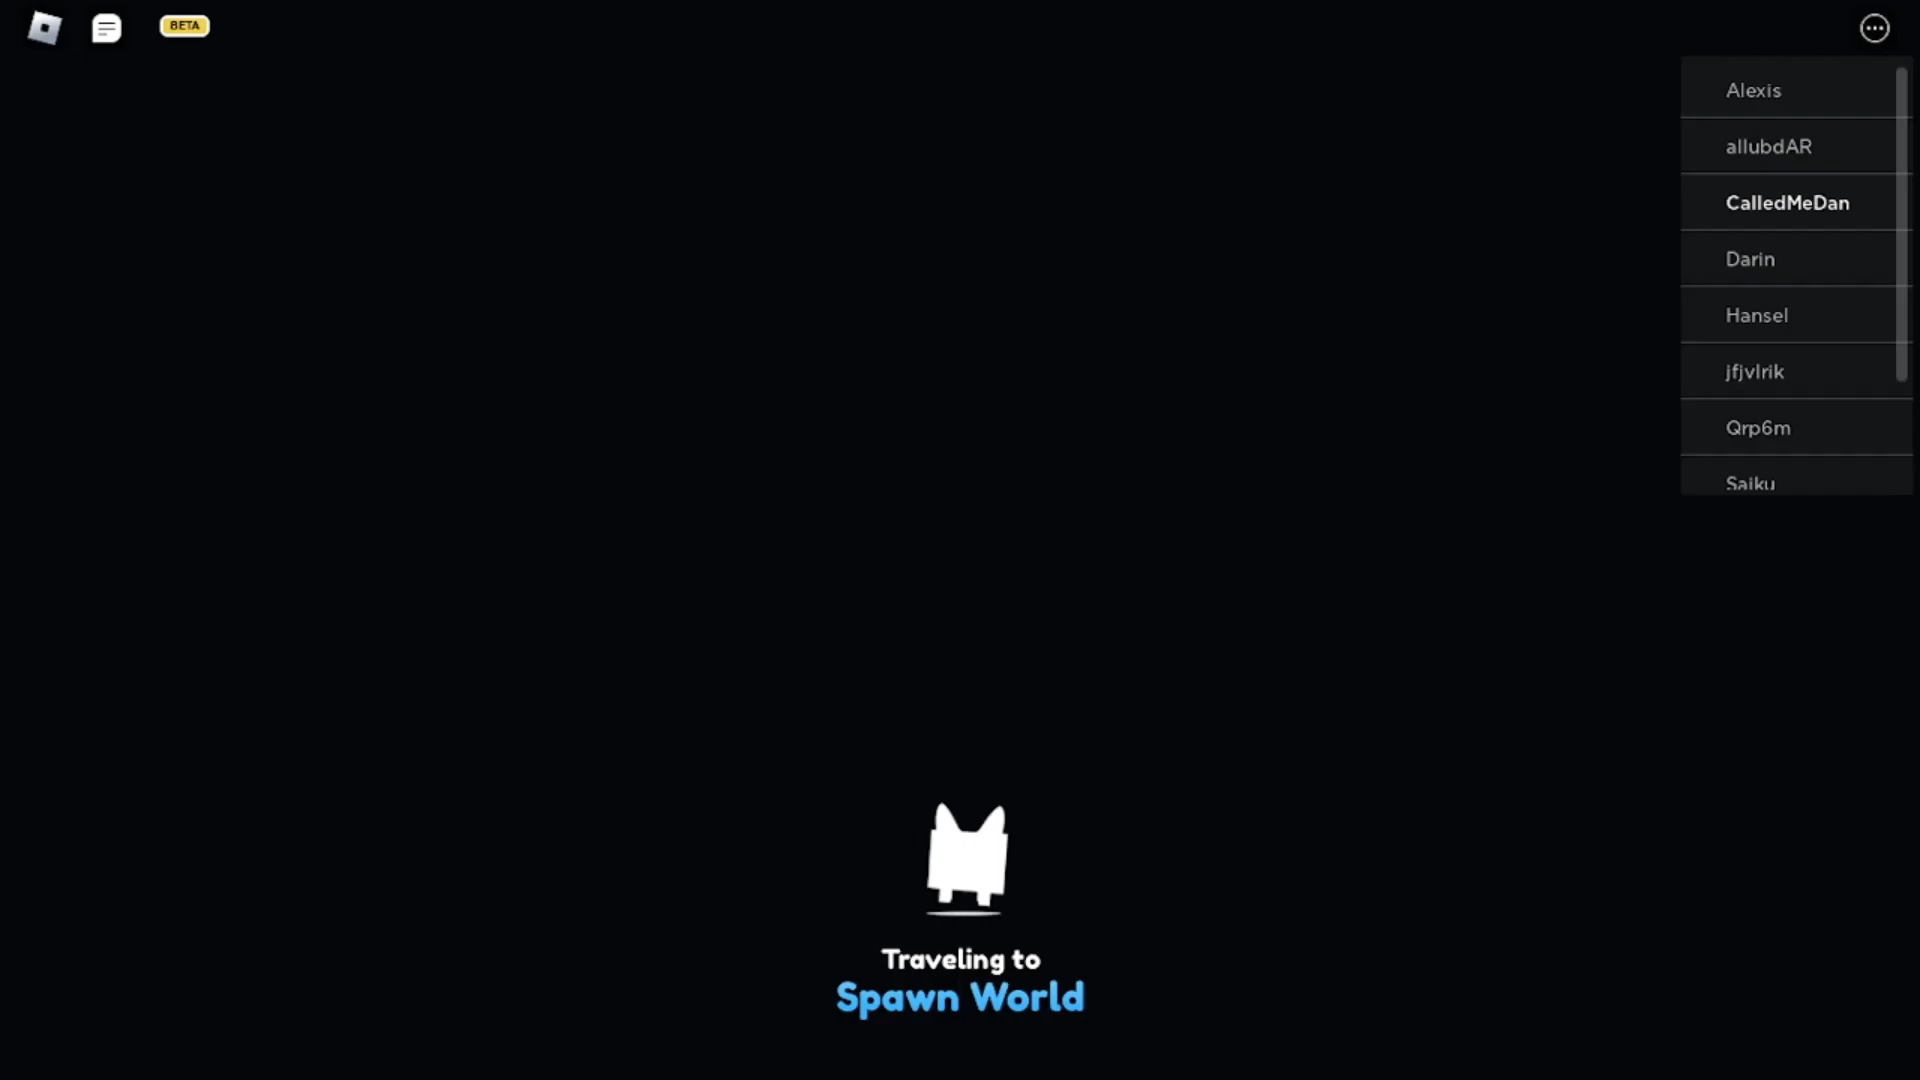 BETA
Alexis
allubdAR
CalledMeDan
Darin
Hansel
jfjvlrik
Qrp6m
Saiku
Traveling to
Spawn World